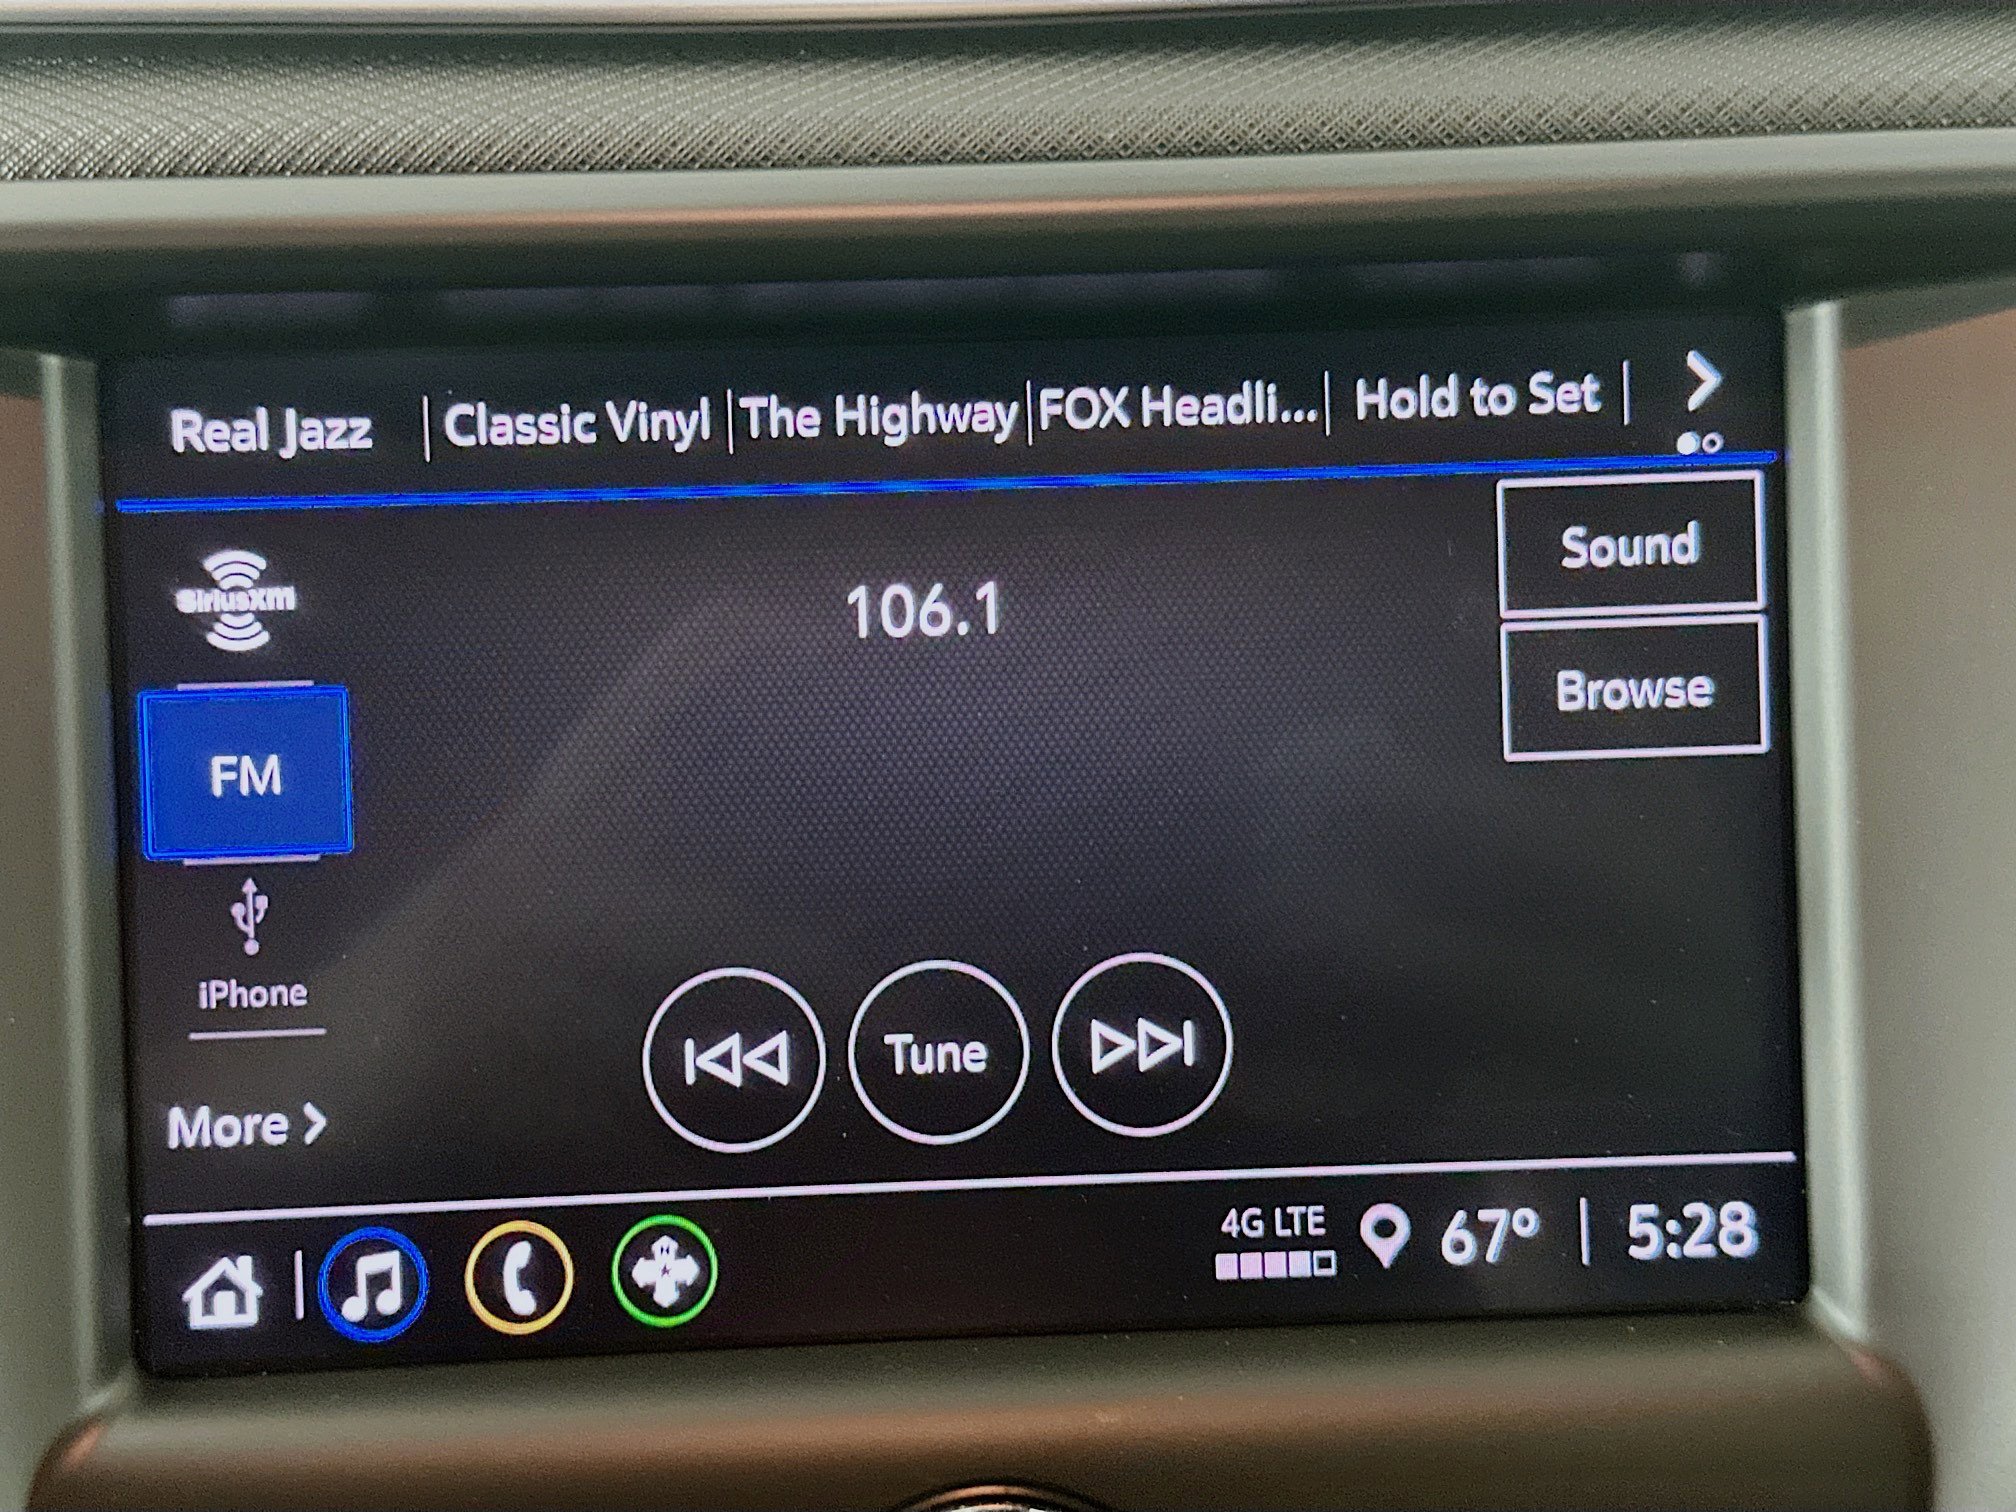 Real Jazz | Classic Vinyl | The Highway | FOX Headli... | Hold to Set |
SiriusXM
106.1
Sound
Browse
FM
iPhone
More
Tune
4G LTE
67° | 5:28